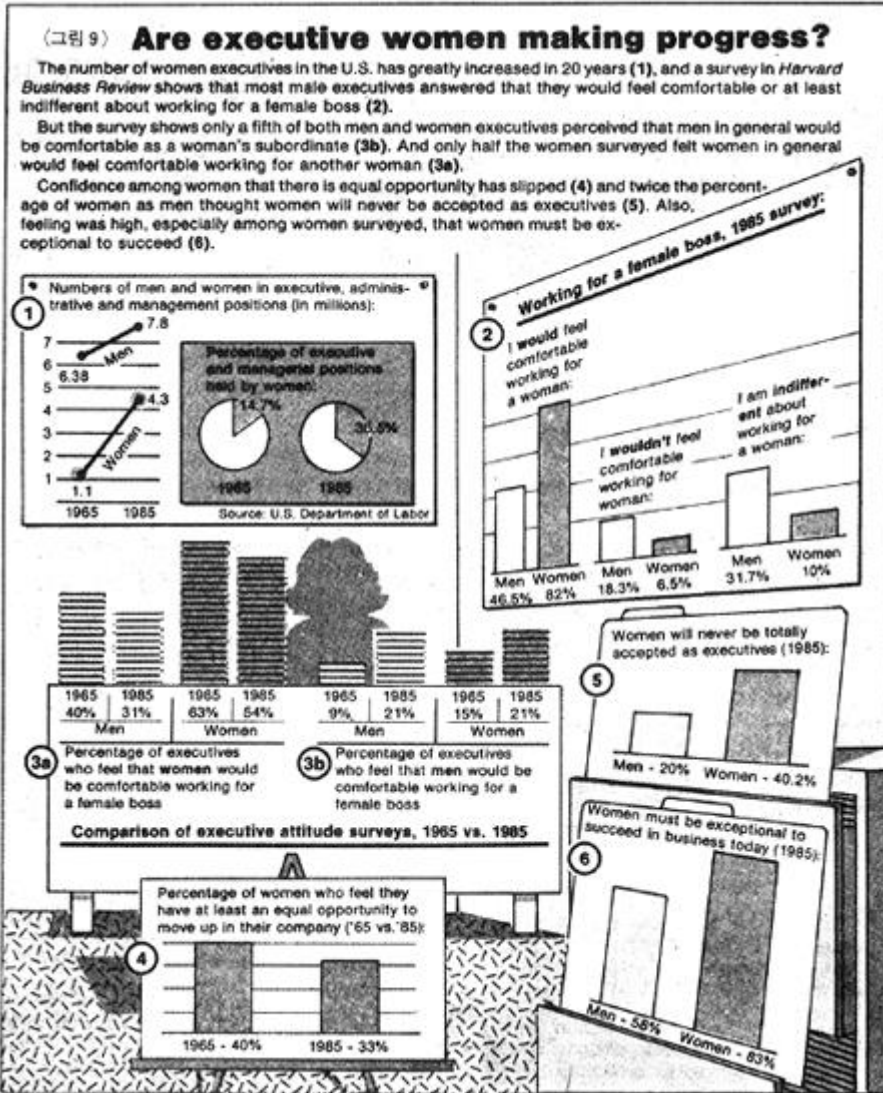 〈그림 9〉 Are executive women making progress?
The number of women executives in the U.S. has greatly increased in 20 years (1), and a survey in Harvard
Business Review shows that most male executives answered that they would feel comfortable or at least
indifferent about working for a female boss (2).
But the survey shows only a fifth of both men and women executives perceived that men in general would
be comfortable as a woman's subordinate (3b). And only half the women surveyed felt women in general
would feel comfortable working for another woman (3a).
Confidence among women that there is equal opportunity has slipped (4) and twice the percent-
age of women as men thought women will never be accepted as executives (5). Also,
feeling was high, especially among women surveyed, that women must be ex-
ceptional to succeed (6).
1
Numbers of men and women in executive, adminis-
trative and management positions (in millions):
7.8
7
6
6.38
Men
5
4
4.3
3
2
Women
1
1.1
1965 1985
Percentage of executive
and managerial positions
held by women:
14.7%
35.5%
1965 1985
Source: U.S. Department of Labor
2
Working for a female boss, 1985 survey:
I would feel
comfortable
working for
a woman:
Men Women
46.5% 82%
I wouldn't feel
comfortable
working for
woman:
Men Women
18.3% 6.5%
I am indiffer-
ent about
working for
a woman:
Men Women
31.7% 10%
1965 1985 1965 1985
40% 31% 63% 54%
Men Women
3a
Percentage of executives
who feel that women would
be comfortable working for
a female boss
1965 1985 1965 1985
9% 21% 15% 21%
Men Women
3b
Percentage of executives
who feel that men would be
comfortable working for a
female boss
Comparison of executive attitude surveys, 1965 vs. 1985
4
Percentage of women who feel they
have at least an equal opportunity to
move up in their company ('65 vs.'85):
1965 - 40% 1985 - 33%
5
Women will never be totally
accepted as executives (1985):
Men - 20% Women - 40.2%
6
Women must be exceptional to
succeed in business today (1985):
Men - 58% Women - 83%